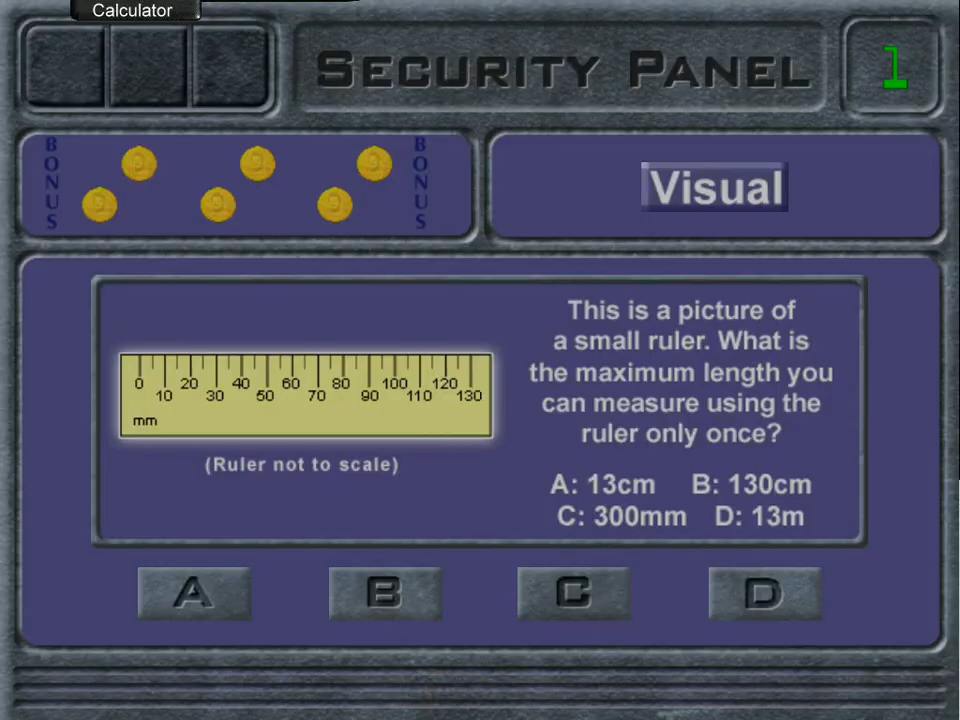 Calculator
SECURITY PANEL
1
BONUS
BONUS
Visual
This is a picture of
a small ruler. What is
the maximum length you
can measure using the
ruler only once?
0 20 40 60 80 100 120
10 30 50 70 90 110 130
mm
(Ruler not to scale)
A: 13cm B: 130cm
C: 300mm D: 13m
A B C D